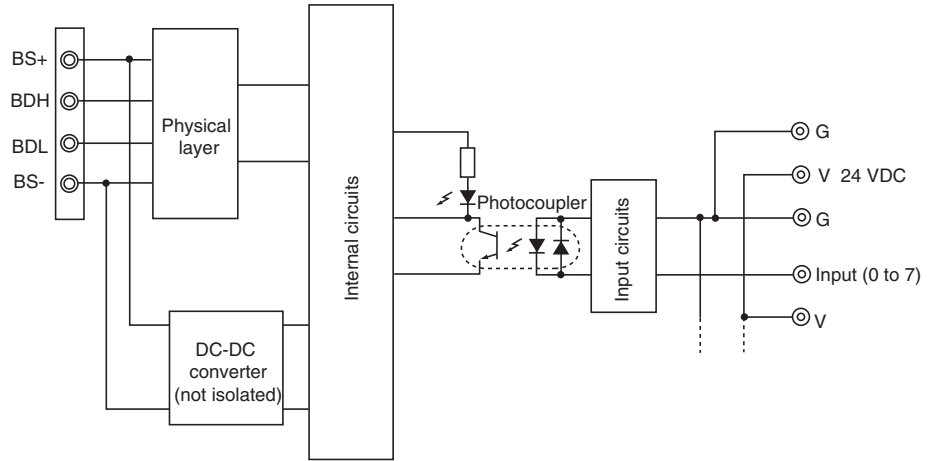 BS+
BDH
BDL
BS-
Physical
layer
DC-DC
converter
(not isolated)
Internal circuits
Photocoupler
Input circuits
G
V 24 VDC
G
Input (0 to 7)
V